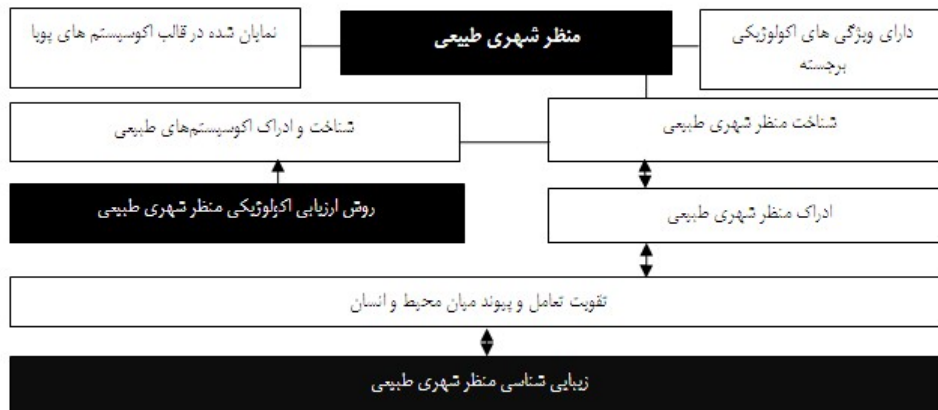 دارای ویژگی های اکولوژیکی
برجسته
منظر شهری طبیعی
نمایان شده در قالب اکوسیستم های پویا
شناخت منظر شهری طبیعی
شناخت و ادراک اکوسیستم‌های طبیعی
ادراک منظر شهری طبیعی
روش ارزیابی اکولوژیکی منظر شهری طبیعی
تقویت تعامل و پیوند میان محیط و انسان
زیبایی شناسی منظر شهری طبیعی